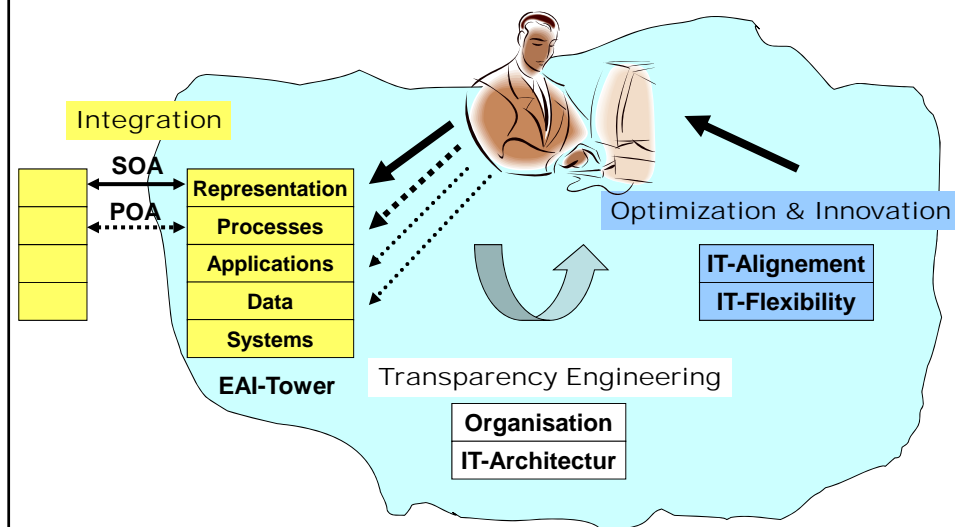 Integration
SOA
POA
Representation
Processes
Applications
Data
Systems
EAI-Tower
Optimization & Innovation
IT-Alignement
IT-Flexibility
Transparency Engineering
Organisation
IT-Architectur